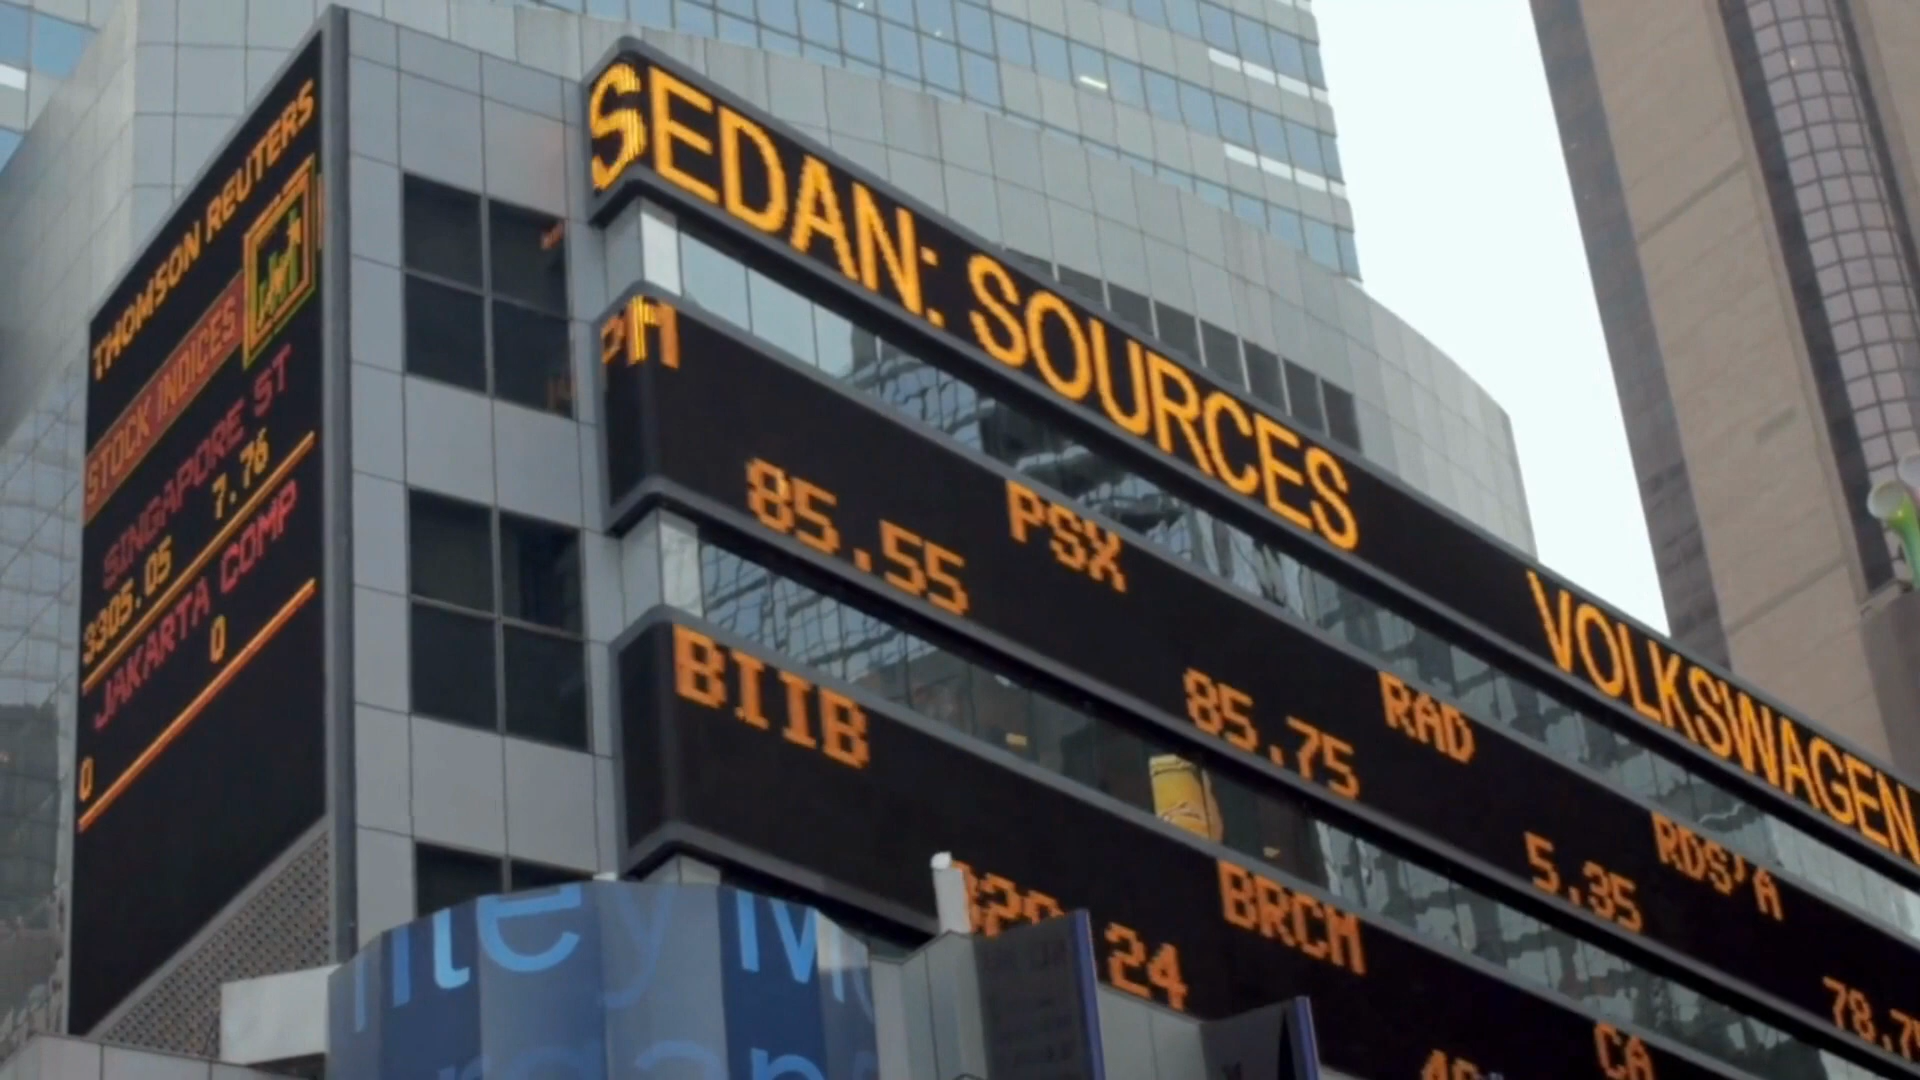 THOMSON REUTERS
STOCK INDICES
SINGAPORE ST
3305.05 7.76
JAKARTA COMP
0 0
SEDAN: SOURCES VOLKSWAGEN
PM
85.55 PSX 85.75 RAD 5.35 RDS'A 78.7
BIIB 24 BRCM CA